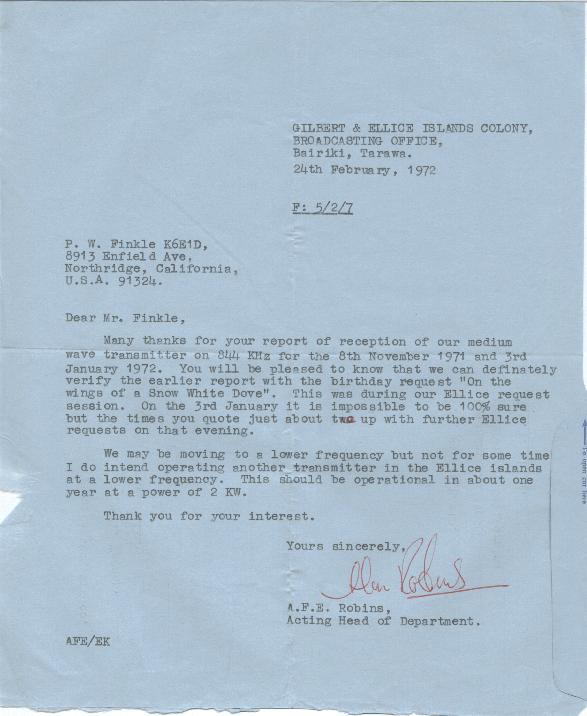 GILBERT & ELLICE ISLANDS COLONY,
BROADCASTING OFFICE,
Bairiki, Tarawa.
24th February, 1972
F: 5/2/7
P. W. Finkle K6E1D,
8913 Enfield Ave,
Northridge, California,
U.S.A. 91324.
Dear Mr. Finkle,
Many thanks for your report of reception of our medium
wave transmitter on 844 KHz for the 8th November 1971 and 3rd
January 1972. You will be pleased to know that we can definately
verify the earlier report with the birthday request "On the
wings of a Snow White Dove". This was during our Ellice request
session. On the 3rd January it is impossible to be 100% sure
but the times you quote just about up with further Ellice
requests on that evening.
We may be moving to a lower frequency but not for some time
I do intend operating another transmitter in the Ellice islands
at a lower frequency. This should be operational in about one
year at a power of 2 KW.
Thank you for your interest.
Yours sincerely,
Alan Robins
A.F.E. Robins,
Acting Head of Department.
AFE/EK
To open cut here